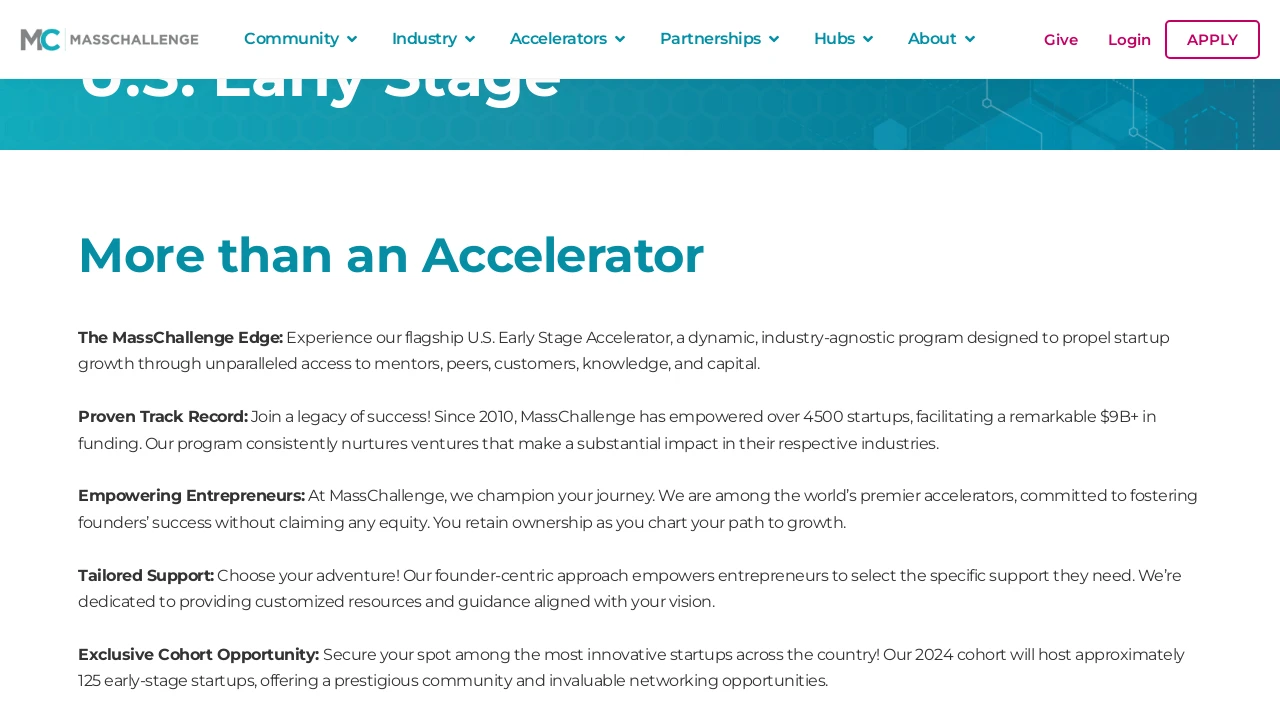 MC MASSCHALLENGE Community Industry Accelerators Partnerships Hubs About Give Login APPLY
U.S. Early Stage
More than an Accelerator
The MassChallenge Edge: Experience our flagship U.S. Early Stage Accelerator, a dynamic, industry-agnostic program designed to propel startup
growth through unparalleled access to mentors, peers, customers, knowledge, and capital.
Proven Track Record: Join a legacy of success! Since 2010, MassChallenge has empowered over 4500 startups, facilitating a remarkable $9B+ in
funding. Our program consistently nurtures ventures that make a substantial impact in their respective industries.
Empowering Entrepreneurs: At MassChallenge, we champion your journey. We are among the world’s premier accelerators, committed to fostering
founders’ success without claiming any equity. You retain ownership as you chart your path to growth.
Tailored Support: Choose your adventure! Our founder-centric approach empowers entrepreneurs to select the specific support they need. We’re
dedicated to providing customized resources and guidance aligned with your vision.
Exclusive Cohort Opportunity: Secure your spot among the most innovative startups across the country! Our 2024 cohort will host approximately
125 early-stage startups, offering a prestigious community and invaluable networking opportunities.